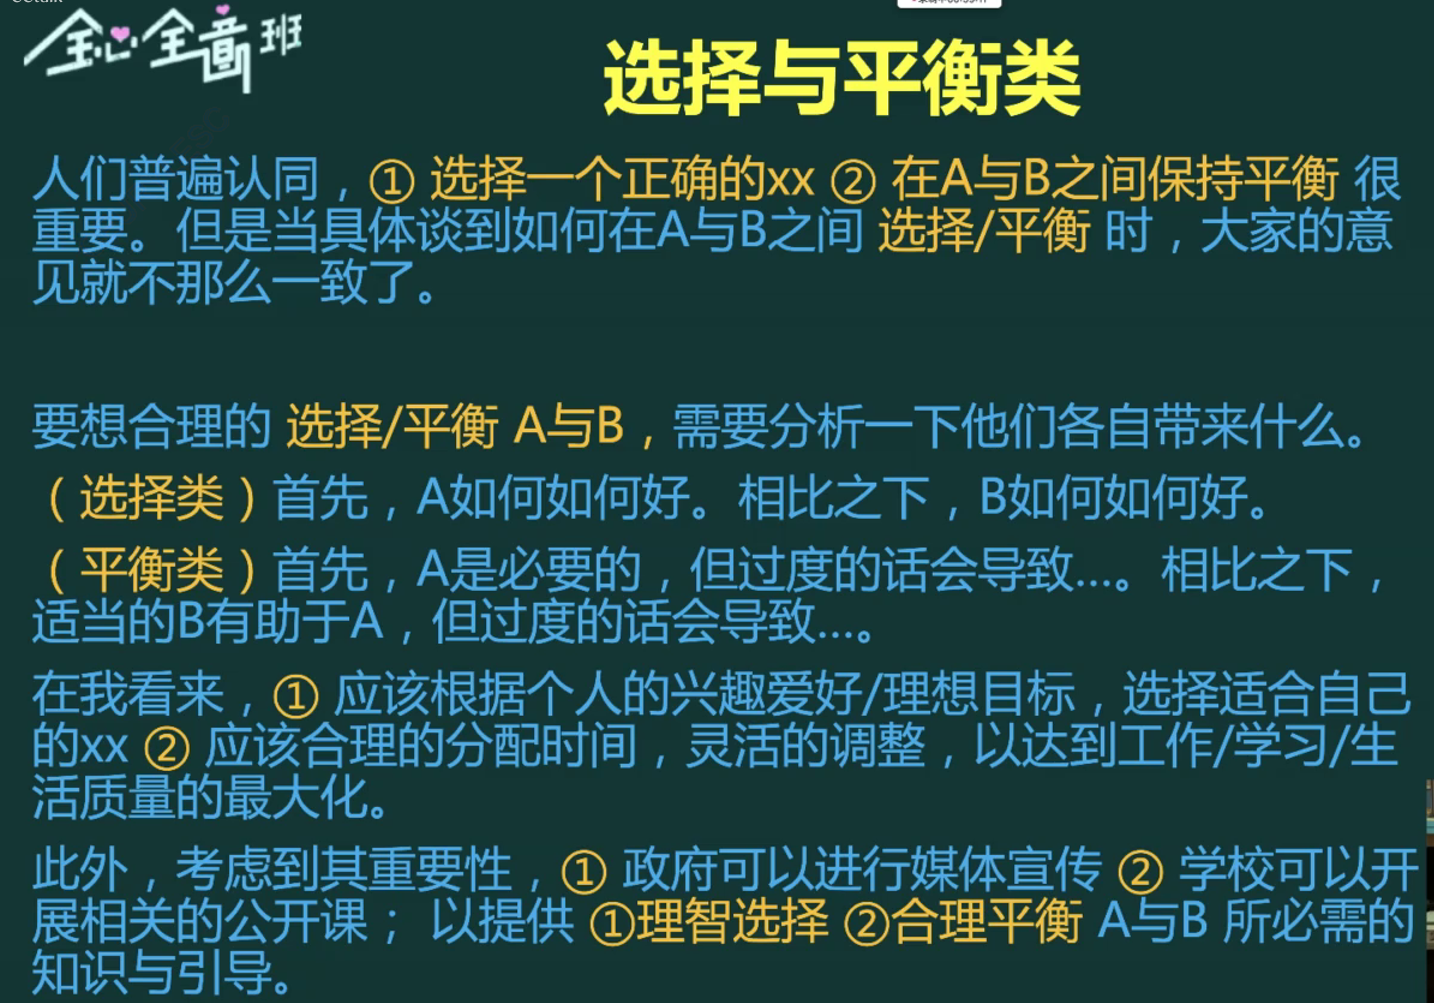 全心全意班
选择与平衡类
人们普遍认同，① 选择一个正确的xx ② 在A与B之间保持平衡 很
重要。但是当具体谈到如何在A与B之间 选择/平衡 时，大家的意
见就不那么一致了。
要想合理的 选择/平衡 A与B，需要分析一下他们各自带来什么。
（选择类）首先，A如何如何好。相比之下，B如何如何好。
（平衡类）首先，A是必要的，但过度的话会导致...。相比之下，
适当的B有助于A，但过度的话会导致...。
在我看来，① 应该根据个人的兴趣爱好/理想目标，选择适合自己
的xx ② 应该合理的分配时间，灵活的调整，以达到工作/学习/生
活质量的最大化。
此外，考虑到其重要性，① 政府可以进行媒体宣传 ② 学校可以开
展相关的公开课； 以提供 ①理智选择 ②合理平衡 A与B 所必需的
知识与引导。